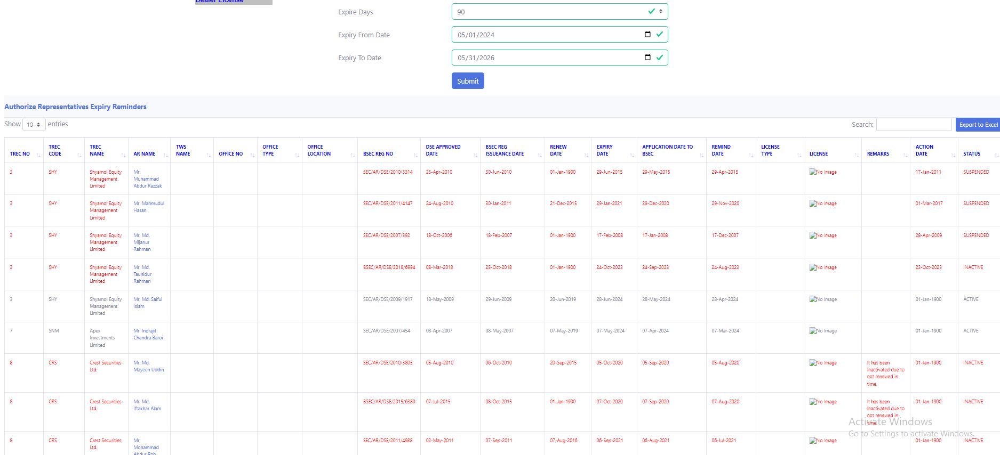 Dealer License
Expire Days
90
Expiry From Date
05/01/2024
Expiry To Date
05/31/2026
Submit
Authorize Representatives Expiry Reminders
Show 10 entries
Search:
Export to Excel
TREC NO
TREC
CODE
TREC
NAME
AR NAME
TWS
NAME
OFFICE NO
OFFICE
TYPE
OFFICE
LOCATION
BSEC REG NO
DSE APPROVED
DATE
BSEC REG
ISSUEANCE DATE
RENEW
DATE
EXPIRY
DATE
APPLICATION DATE TO
BSEC
REMIND
DATE
LICENSE
TYPE
LICENSE
REMARKS
ACTION
DATE
STATUS
3
SHY
Shyamol Equity
Management
Limited
Mr.
Muhammad
Abdur Razzak
SEC/AR/DSE/2010/3314
25-Apr-2010
30-Jun-2010
01-Jan-1900
29-Jun-2015
29-May-2015
29-Apr-2015
No Image
17-Jan-2011
SUSPENDED
3
SHY
Shyamol Equity
Management
Limited
Mr. Mahmudul
Hasan
SEC/AR/DSE/2011/4147
24-Aug-2010
30-Jan-2011
21-Dec-2015
29-Jan-2021
29-Dec-2020
29-Nov-2020
No Image
01-Mar-2017
SUSPENDED
3
SHY
Shyamol Equity
Management
Limited
Mr. Md.
Mijanur
Rahman
SEC/AR/DSE/2007/392
18-Oct-2006
18-Feb-2007
01-Jan-1900
17-Feb-2008
17-Jan-2008
17-Dec-2007
No Image
28-Apr-2009
SUSPENDED
3
SHY
Shyamol Equity
Management
Limited
Mr. Md.
Tauhidur
Rahman
BSEC/AR/DSE/2018/6994
08-Mar-2018
25-Oct-2018
01-Jan-1900
24-Oct-2023
24-Sep-2023
24-Aug-2023
No Image
23-Oct-2023
INACTIVE
3
SHY
Shyamol Equity
Management
Limited
Mr. Md. Saiful
Islam
SEC/AR/DSE/2009/1917
18-May-2009
29-Jun-2009
20-Jun-2019
28-Jun-2024
28-May-2024
28-Apr-2024
No Image
01-Jan-1900
ACTIVE
7
SNM
Apex
Investments
Limited
Mr. Indrajit
Chandra Baroi
SEC/AR/DSE/2007/454
08-Apr-2007
08-May-2007
07-May-2019
07-May-2024
07-Apr-2024
07-Mar-2024
No Image
01-Jan-1900
ACTIVE
8
CRS
Crest Securities
Ltd.
Mr. Md.
Mayeen Uddin
SEC/AR/DSE/2010/3805
05-Aug-2010
06-Oct-2010
20-Sep-2015
05-Oct-2020
05-Sep-2020
05-Aug-2020
No Image
It has been
Inactivated due to
not renewed in
time.
01-Jan-1900
INACTIVE
8
CRS
Crest Securities
Ltd.
Mr. Md.
Iftakhar Alam
BSEC/AR/DSE/2015/6380
07-Jul-2015
08-Oct-2015
01-Jan-1900
07-Oct-2020
07-Sep-2020
07-Aug-2020
No Image
It has been
Inactivated due to
not renewed in
time.
01-Jan-1900
INACTIVE
8
CRS
Crest Securities
Ltd.
Mr.
Mohammad
Abdur Rob
SEC/AR/DSE/2011/4988
02-May-2011
07-Sep-2011
07-Aug-2016
06-Sep-2021
06-Aug-2021
06-Jul-2021
No Image
01-Jan-1900
INACTIVE
Activate Windows
Go to Settings to activate Windows.